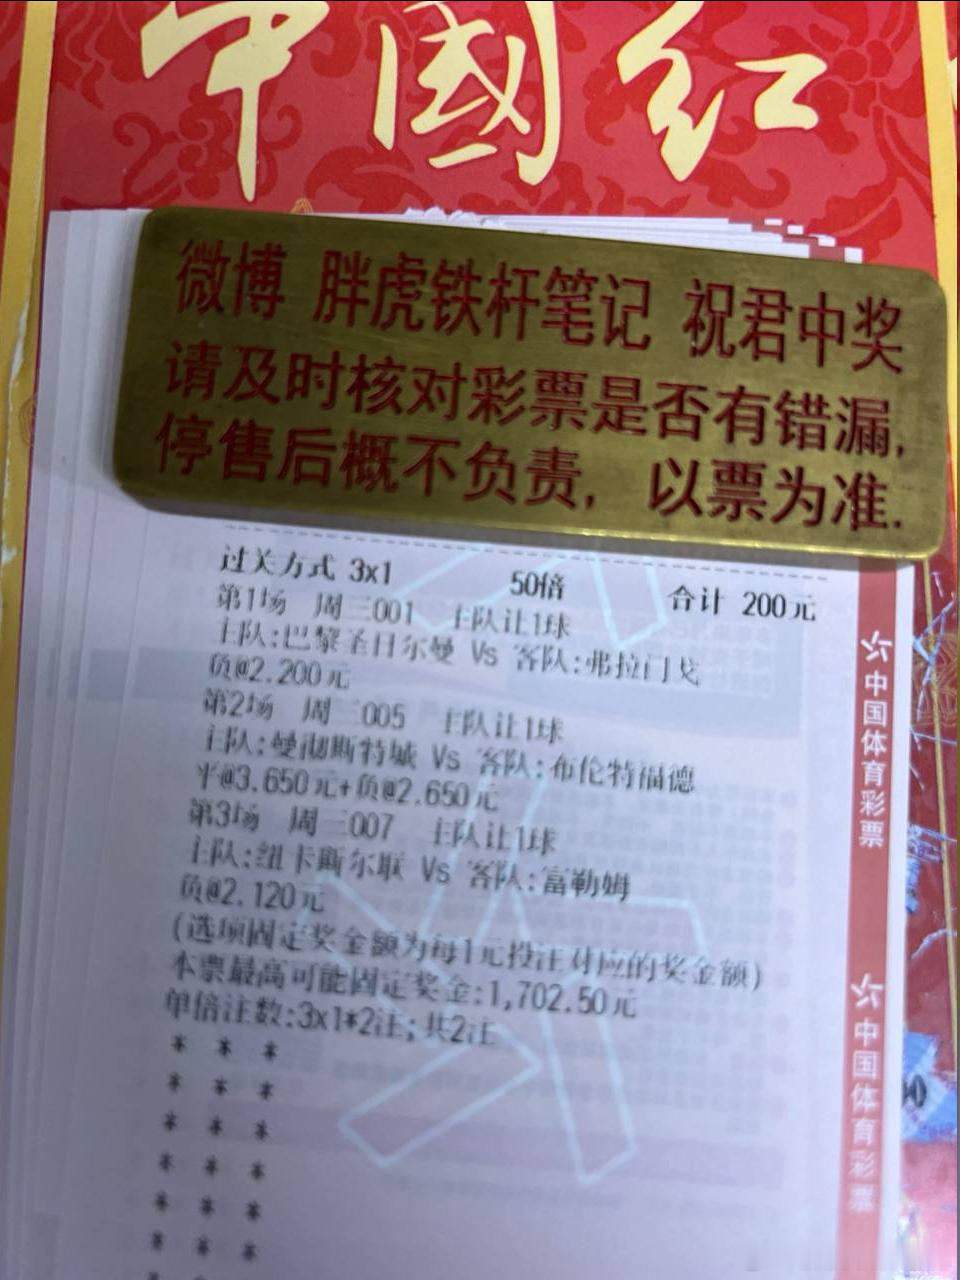 中國红
微博 胖虎铁杆笔记 祝君中奖
请及时核对彩票是否有错漏,
停售后概不负责, 以票为准.
过关方式 3x1 50倍 合计 200元
第1场 周三001 主队让1球
主队:巴黎圣日尔曼 Vs 客队:弗拉门戈
负@2.200元
第2场 周三005 主队让1球
主队:曼彻斯特城 Vs 客队:布伦特福德
平@3.650元+负@2.650元
第3场 周三007 主队让1球
主队:纽卡斯尔联 Vs 客队:富勒姆
负@2.120元
(选项固定奖金额为每1元投注对应的奖金额)
本票最高可能固定奖金:1,702.50元
单倍注数:3x1*2注; 共2注
* * *
* * *
* * *
* * *
* * *
* * *
中国体育彩票
中国体育彩票